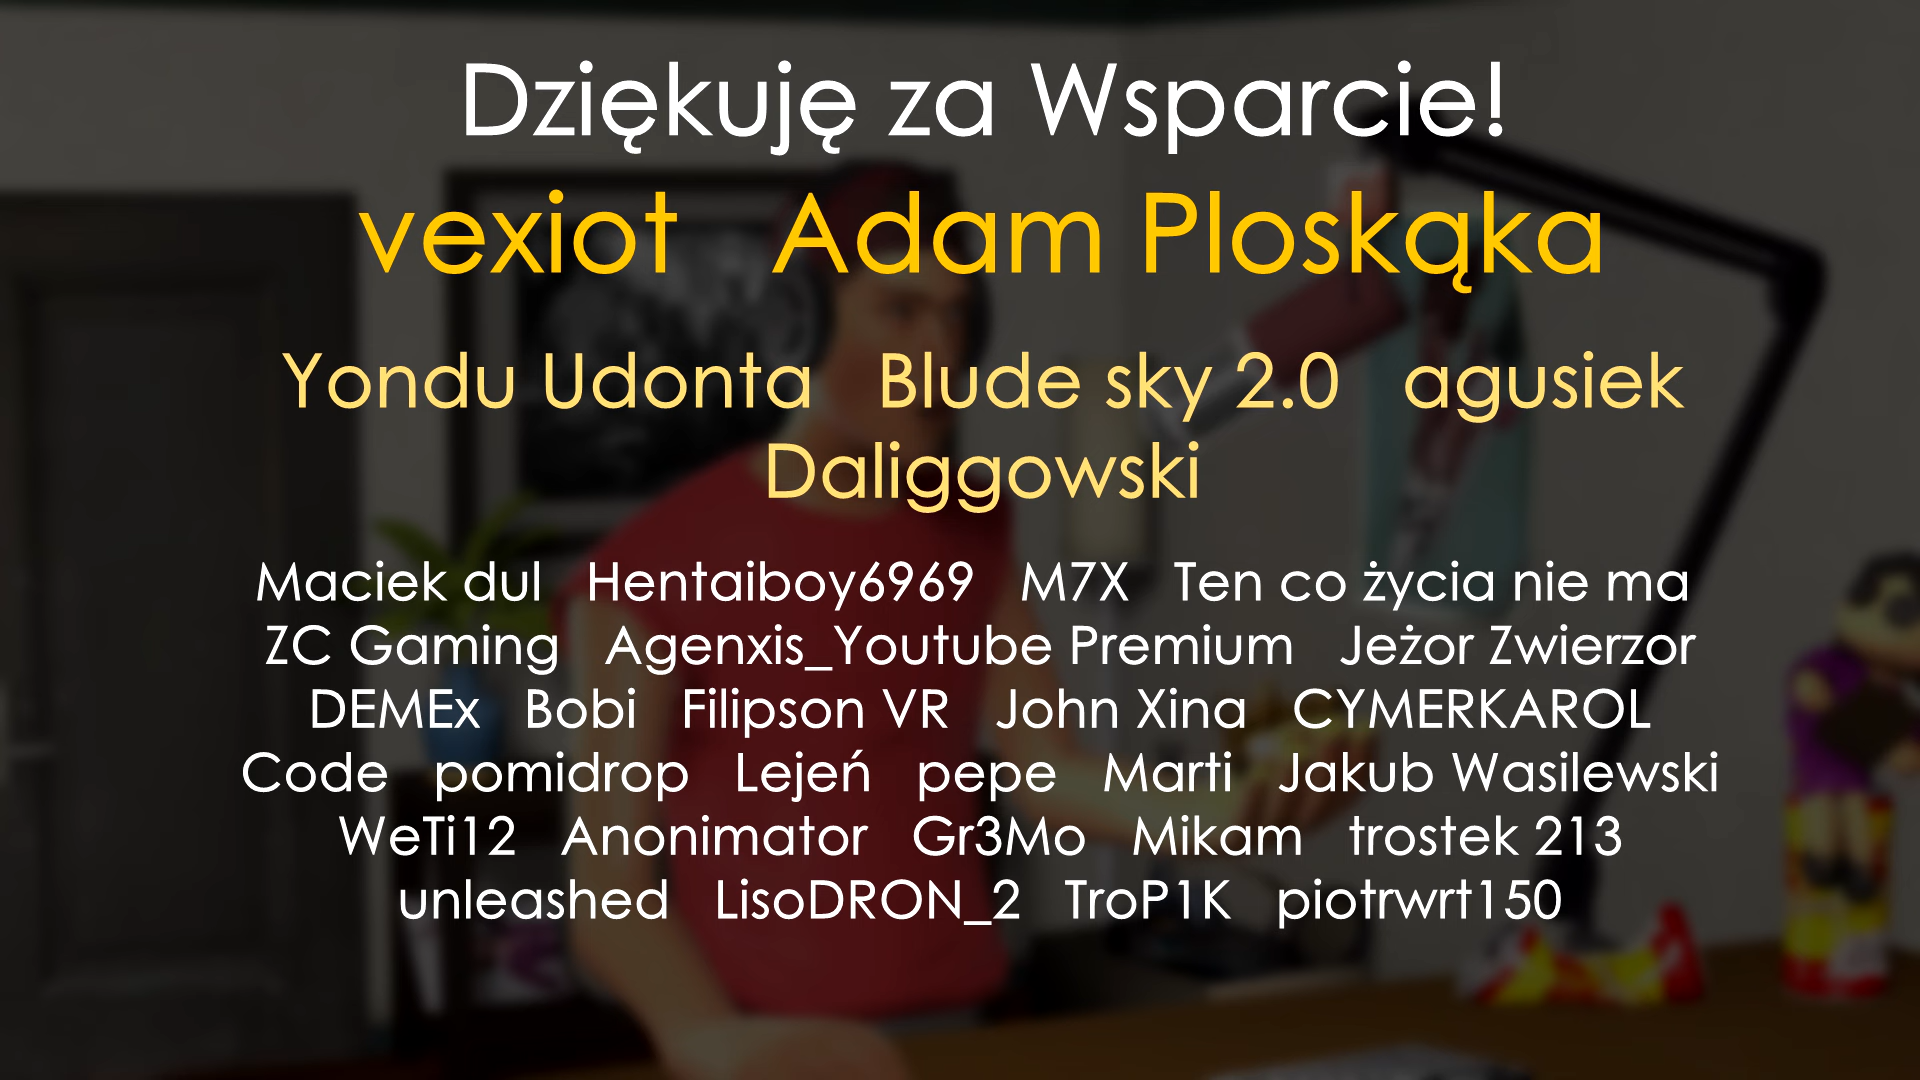 Dziękuję za Wsparcie!
vexiot Adam Ploskąka
Yondu Udonta Blude sky 2.0 agusiek
Daliggowski
Maciek dul Hentaiboy6969 M7X Ten co życia nie ma
ZC Gaming Agenxis_Youtube Premium Jeżor Zwierzor
DEMEx Bobi Filipson VR John Xina CYMERKAROL
Code pomidrop Lejeń pepe Marti Jakub Wasilewski
WeTi12 Anonimator Gr3Mo Mikam trostek 213
unleashed LisoDRON_2 TroP1K piotrwrt150